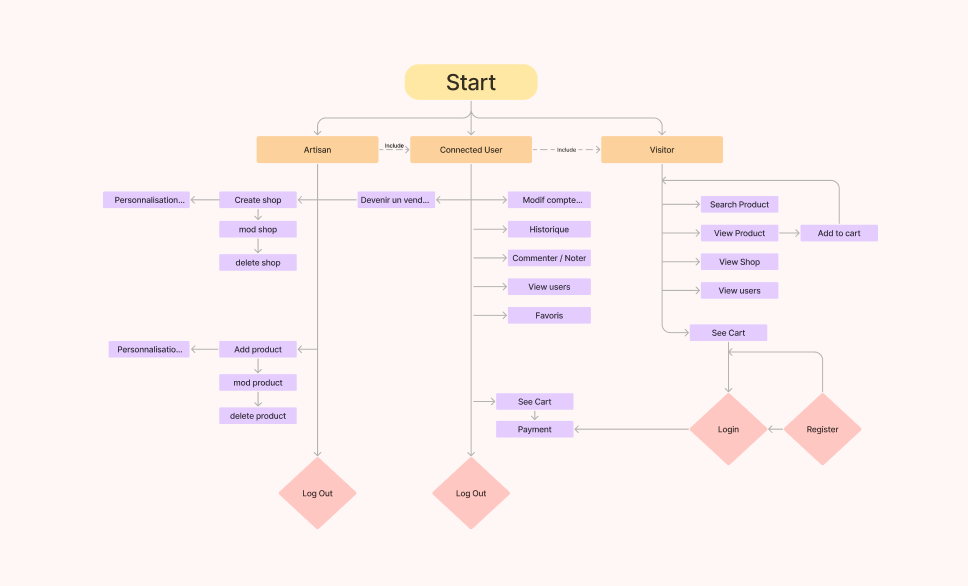 Start
Artisan
Include
Connected User
Include
Visitor
Personnalisation...
Create shop
Devenir un vend...
Modif compte...
Search Product
mod shop
Historique
View Product
Add to cart
delete shop
Commenter / Noter
View Shop
View users
View users
Favoris
See Cart
Personnalisatio...
Add product
mod product
See Cart
delete product
Payment
Login
Register
Log Out
Log Out